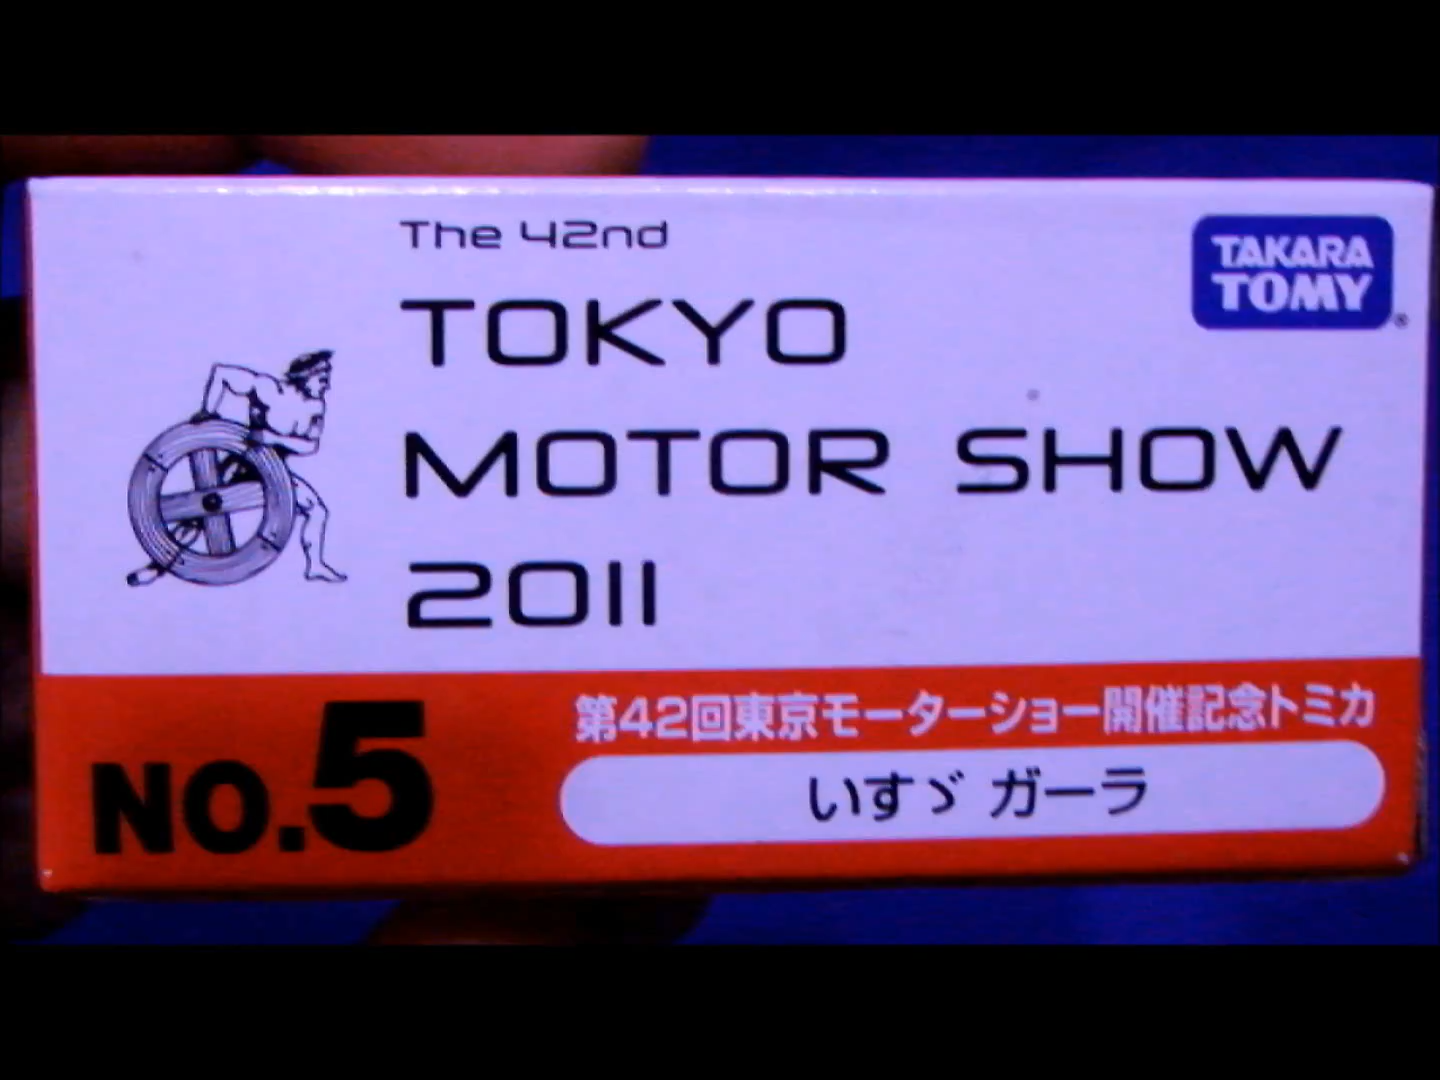 The 42nd
TAKARA
TOMY
TOKYO
MOTOR SHOW
2011
NO.5
第42回東京モーターショー開催記念トミカ
いすゞ ガーラ